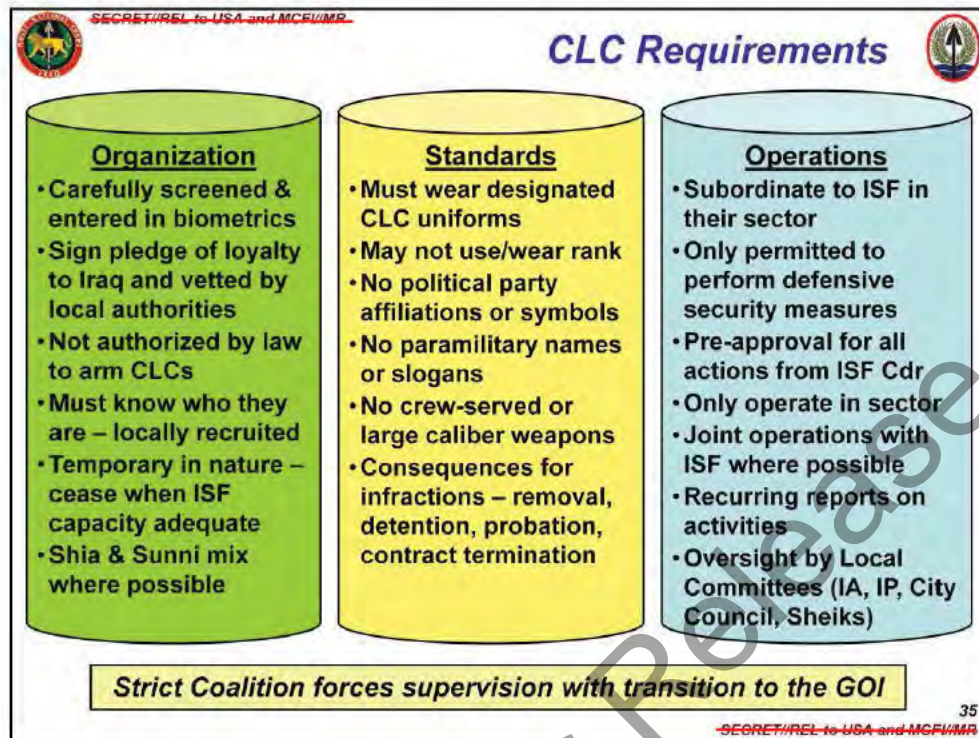 SECRET//REL to USA and MCFI//MR
CLC Requirements
Organization
• Carefully screened &
entered in biometrics
• Sign pledge of loyalty
to Iraq and vetted by
local authorities
• Not authorized by law
to arm CLCs
• Must know who they
are – locally recruited
• Temporary in nature –
cease when ISF
capacity adequate
• Shia & Sunni mix
where possible
Standards
• Must wear designated
CLC uniforms
• May not use/wear rank
• No political party
affiliations or symbols
• No paramilitary names
or slogans
• No crew-served or
large caliber weapons
• Consequences for
infractions – removal,
detention, probation,
contract termination
Operations
• Subordinate to ISF in
their sector
• Only permitted to
perform defensive
security measures
• Pre-approval for all
actions from ISF Cdr
• Only operate in sector
• Joint operations with
ISF where possible
• Recurring reports on
activities
• Oversight by Local
Committees (IA, IP, City
Council, Sheiks)
Strict Coalition forces supervision with transition to the GOI
35
SECRET//REL to USA and MCFI//MR
Release